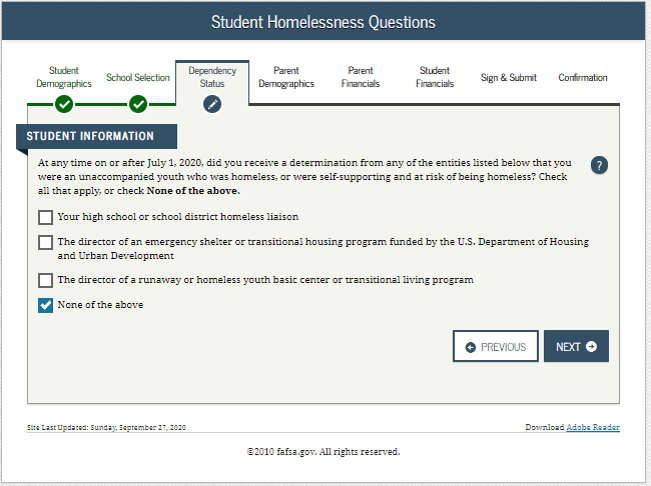 Student Homelessness Questions
Student Demographics
School Selection
Dependency Status
Parent Demographics
Parent Financials
Student Financials
Sign & Submit
Confirmation
STUDENT INFORMATION
At any time on or after July 1, 2020, did you receive a determination from any of the entities listed below that you
were an unaccompanied youth who was homeless, or were self-supporting and at risk of being homeless? Check
all that apply, or check None of the above.
?
Your high school or school district homeless liaison
The director of an emergency shelter or transitional housing program funded by the U.S. Department of Housing
and Urban Development
The director of a runaway or homeless youth basic center or transitional living program
None of the above
PREVIOUS
NEXT
Site Last Updated: Sunday, September 27, 2020
Download Adobe Reader
©2010 fafsa.gov. All rights reserved.